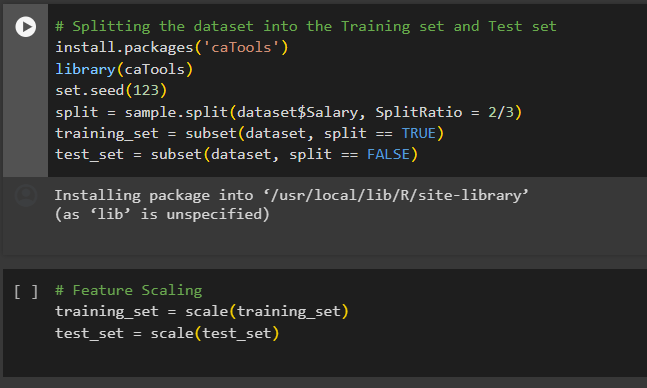 # Splitting the dataset into the Training set and Test set
install.packages('caTools')
library(caTools)
set.seed(123)
split = sample.split(dataset$Salary, SplitRatio = 2/3)
training_set = subset(dataset, split == TRUE)
test_set = subset(dataset, split == FALSE)
Installing package into ‘/usr/local/lib/R/site-library’
(as ‘lib’ is unspecified)
[ ] # Feature Scaling
training_set = scale(training_set)
test_set = scale(test_set)